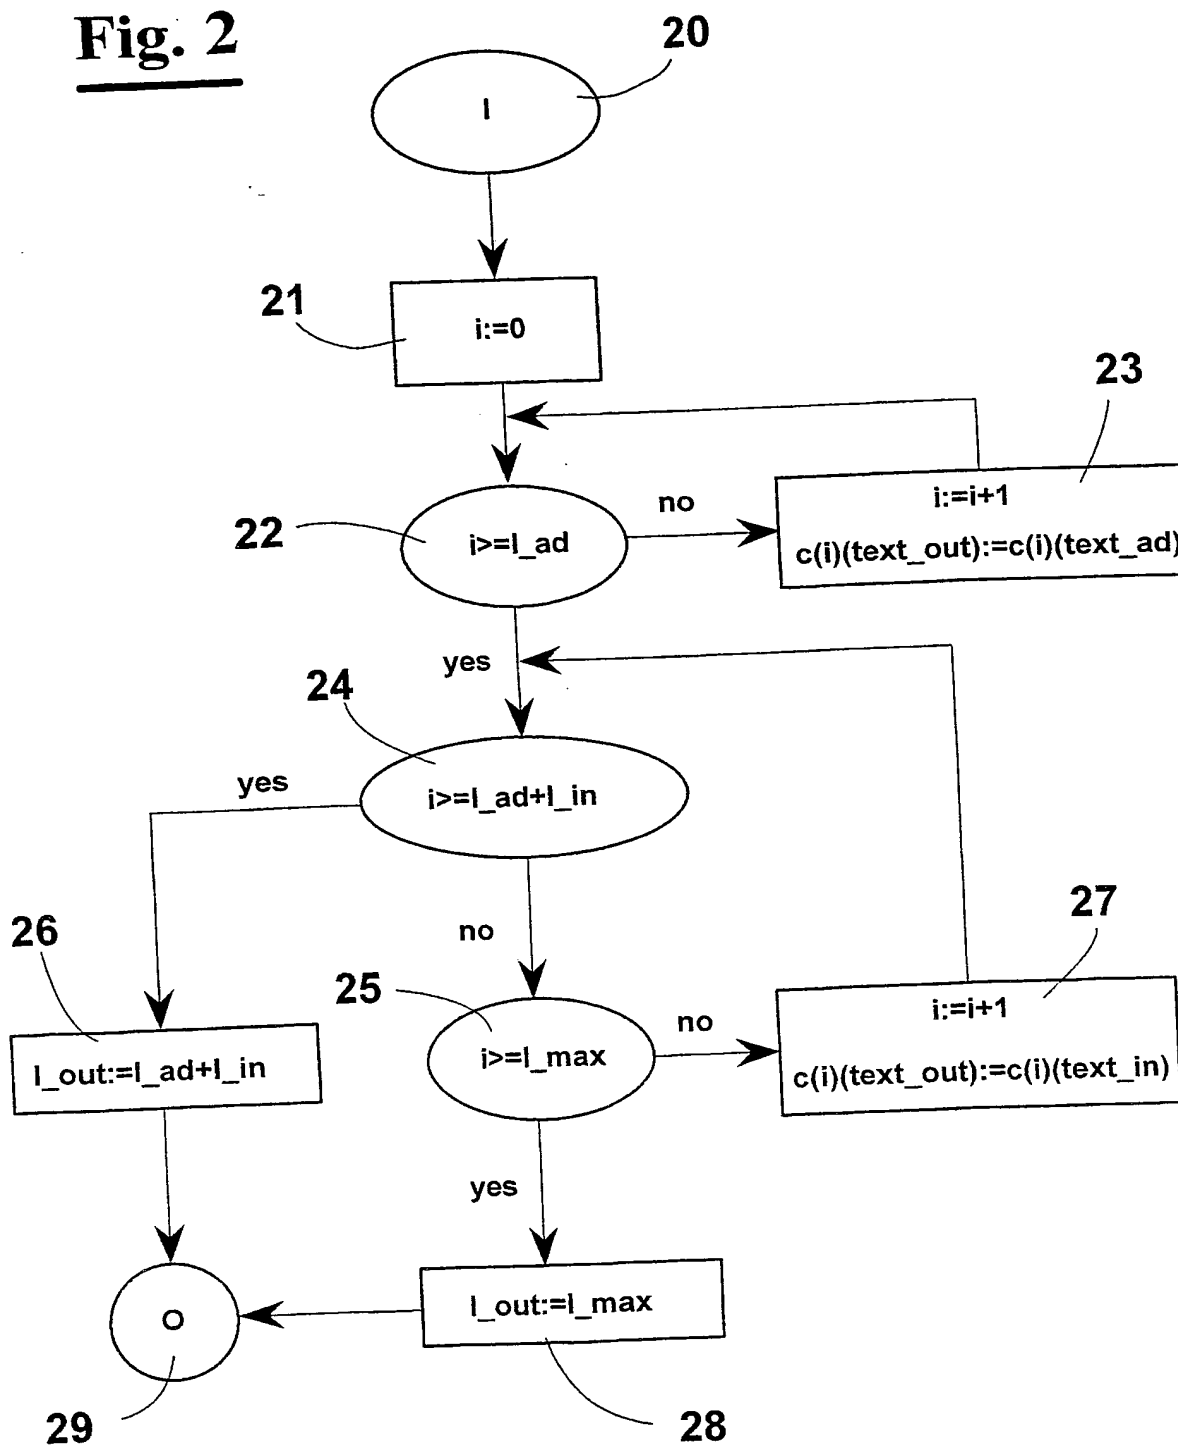 Fig. 2
20
I
21
i:=0
23
i:=i+1
c(i)(text_out):=c(i)(text_ad)
22
i>=l_ad
no
yes
24
yes
i>=l_ad+l_in
no
26
25
27
i:=i+1
c(i)(text_out):=c(i)(text_in)
l_out:=l_ad+l_in
i>=l_max
no
yes
O
l_out:=l_max
29
28